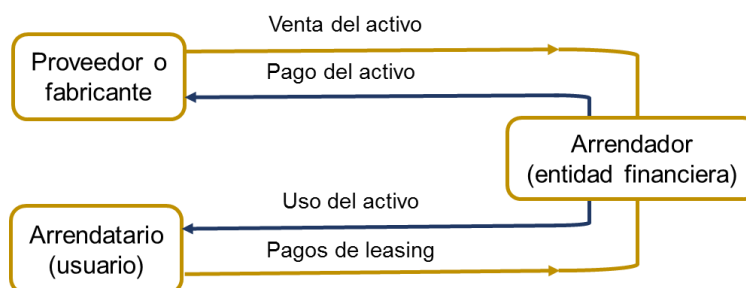 Venta del activo
Proveedor o
fabricante
Pago del activo
Arrendador
(entidad financiera)
Uso del activo
Arrendatario
(usuario)
Pagos de leasing